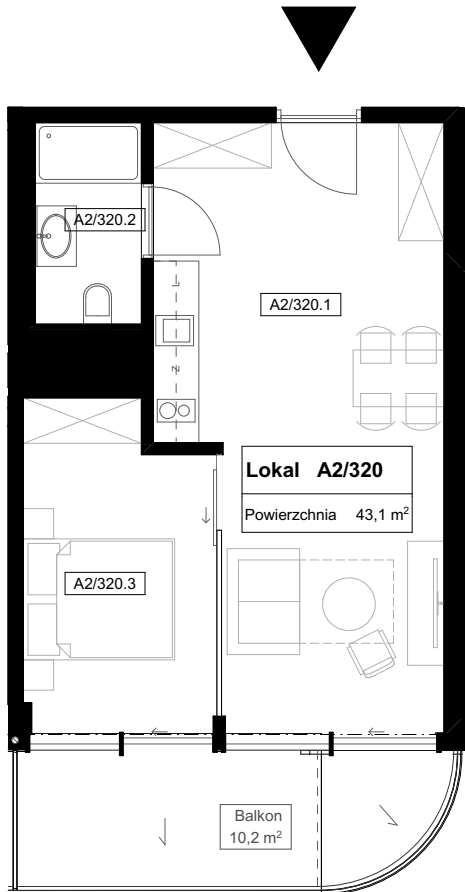 A2/320.2
A2/320.1
Lokal A2/320
Powierzchnia 43,1 m²
A2/320.3
Balkon
10,2 m²